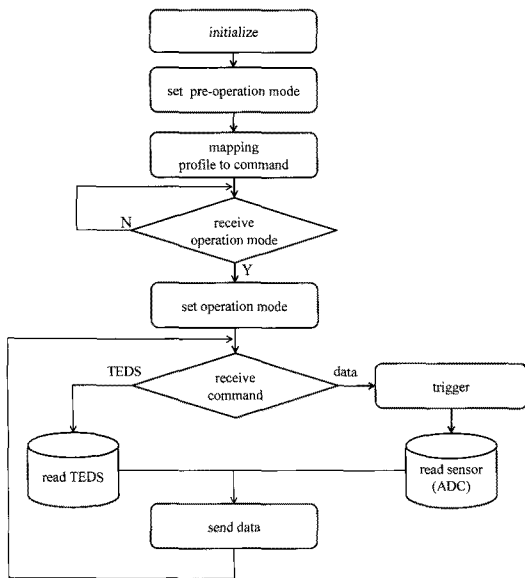 initialize
set pre-operation mode
mapping
profile to command
receive
operation mode
N
Y
set operation mode
TEDS
receive
command
data
trigger
read TEDS
read sensor
(ADC)
send data